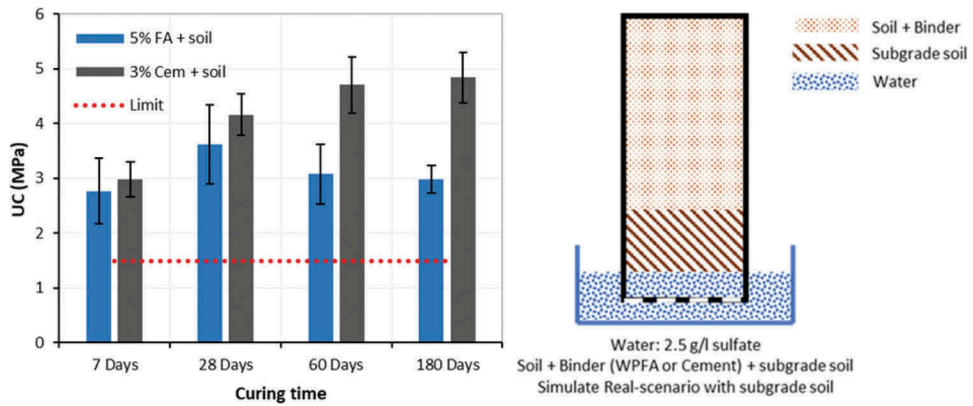 6
5
4
3
2
1
0
UC (MPa)
5% FA + soil
3% Cem + soil
Limit
7 Days 28 Days 60 Days 180 Days
Curing time
Soil + Binder
Subgrade soil
Water
Water: 2.5 g/l sulfate
Soil + Binder (WPFA or Cement) + subgrade soil
Simulate Real-scenario with subgrade soil